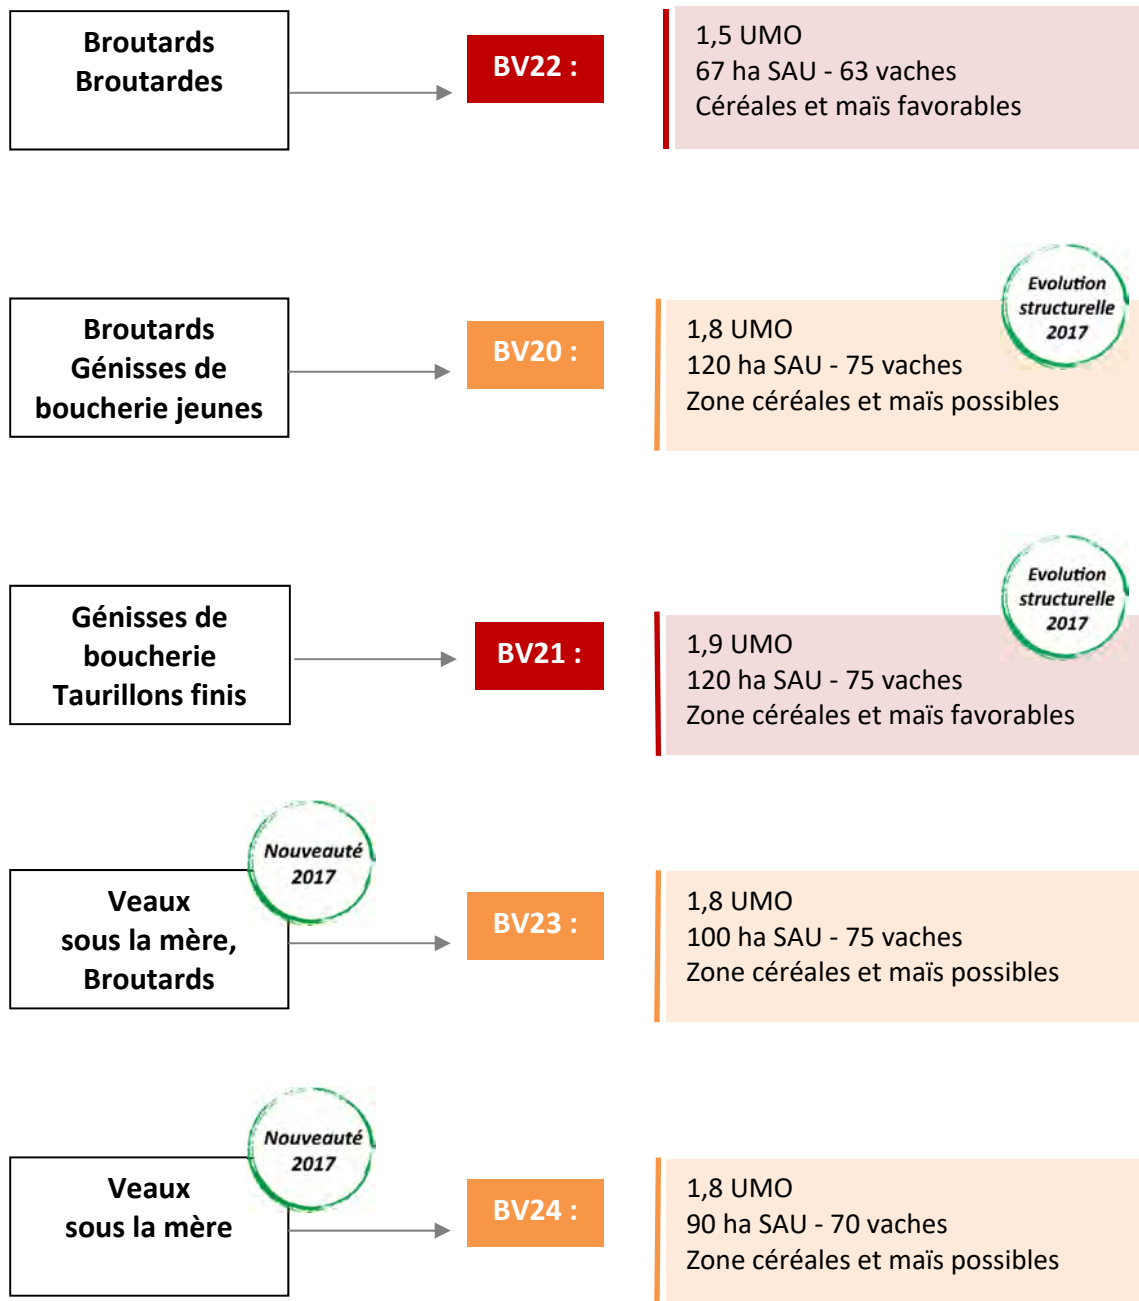 Broutards
Broutardes
BV22 :
1,5 UMO
67 ha SAU - 63 vaches
Céréales et maïs favorables
Broutards
Génisses de
boucherie jeunes
BV20 :
Evolution
structurelle
2017
1,8 UMO
120 ha SAU - 75 vaches
Zone céréales et maïs possibles
Génisses de
boucherie
Taurillons finis
BV21 :
Evolution
structurelle
2017
1,9 UMO
120 ha SAU - 75 vaches
Zone céréales et maïs favorables
Nouveauté
2017
Veaux
sous la mère,
Broutards
BV23 :
1,8 UMO
100 ha SAU - 75 vaches
Zone céréales et maïs possibles
Nouveauté
2017
Veaux
sous la mère
BV24 :
1,8 UMO
90 ha SAU - 70 vaches
Zone céréales et maïs possibles